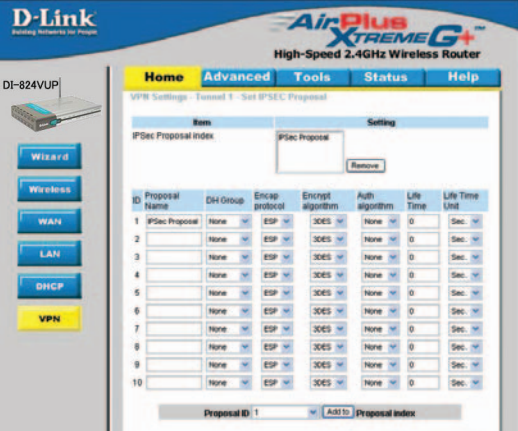 D-Link
Building Networks for People
AirPlus
XTREME G+™
High-Speed 2.4GHz Wireless Router
DI-824VUP
Home Advanced Tools Status Help
VPN Settings - Tunnel 1 - Set IPSEC Proposal
Item Setting
IPSec Proposal index IPSec Proposal
Remove
Wizard
Wireless
WAN
LAN
DHCP
VPN
ID Proposal Name DH Group Encap protocol Encrypt algorithm Auth algorithm Life Time Life Time Unit
1 IPSec Proposal None ESP 3DES None 0 Sec.
2 None ESP 3DES None 0 Sec.
3 None ESP 3DES None 0 Sec.
4 None ESP 3DES None 0 Sec.
5 None ESP 3DES None 0 Sec.
6 None ESP 3DES None 0 Sec.
7 None ESP 3DES None 0 Sec.
8 None ESP 3DES None 0 Sec.
9 None ESP 3DES None 0 Sec.
10 None ESP 3DES None 0 Sec.
Proposal ID 1 Add to Proposal index